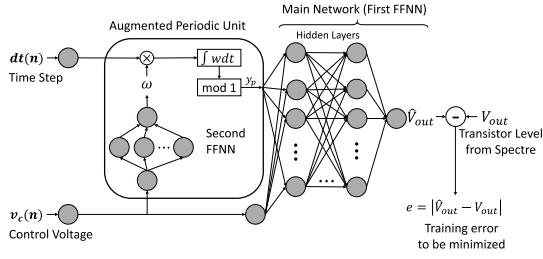 Main Network (First FFNN)
Augmented Periodic Unit
Hidden Layers
dt(n)
Time Step
∫ wdt
mod 1
y_p
ω
Second
FFNN
...
...
...
...
...
V̂_out
-
V_out
Transistor Level
from Spectre
e = |V̂_out − V_out|
Training error
to be minimized
v_c(n)
Control Voltage